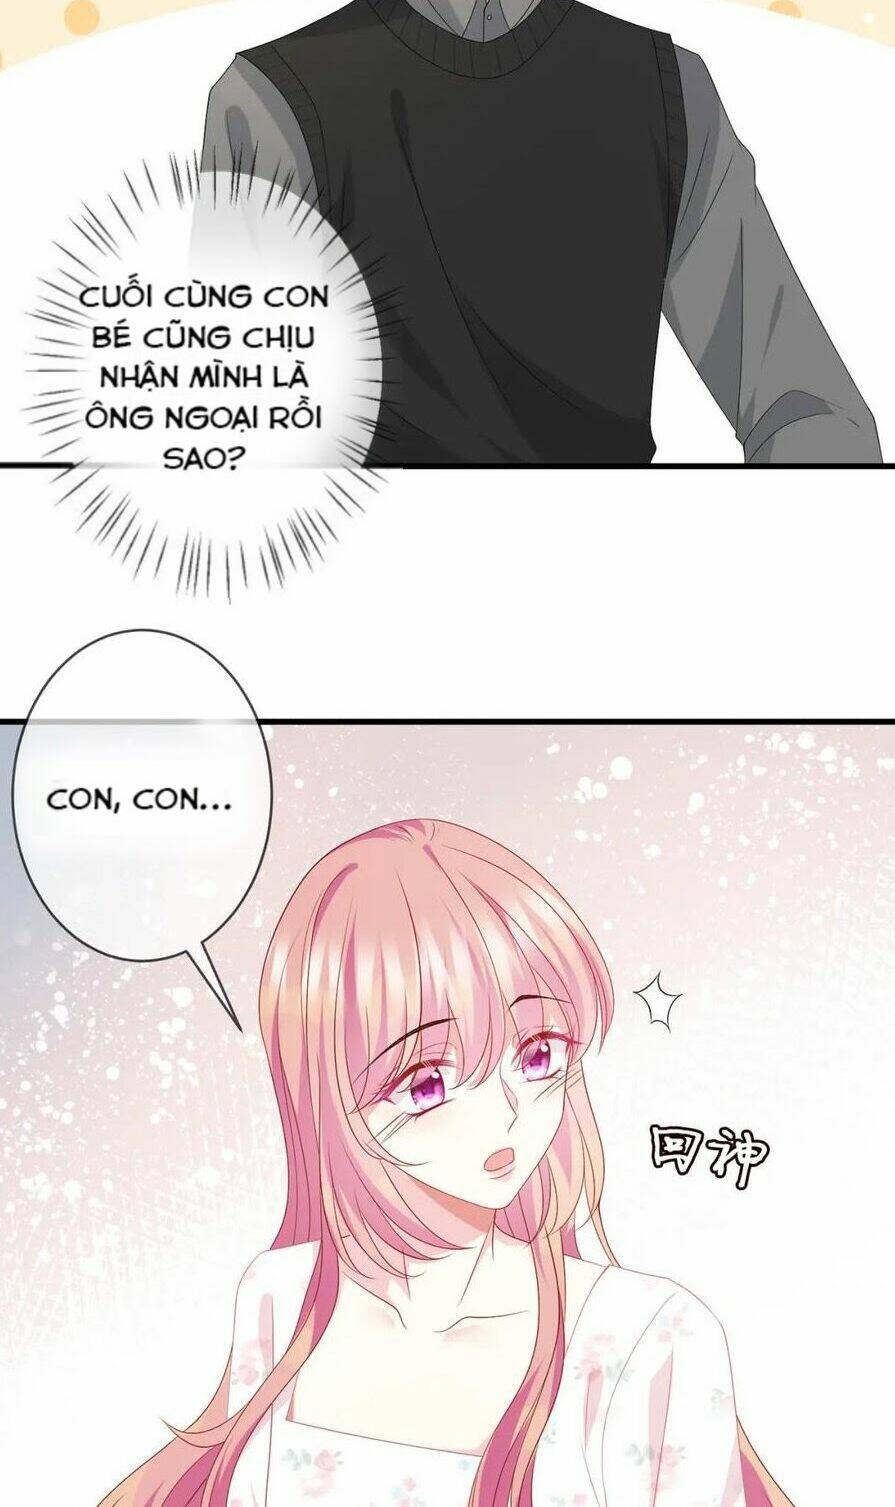 CUỐI CÙNG CON
BÉ CŨNG CHỊU
NHẬN MÌNH LÀ
ÔNG NGOẠI RỒI
SAO?
CON, CON...
回神